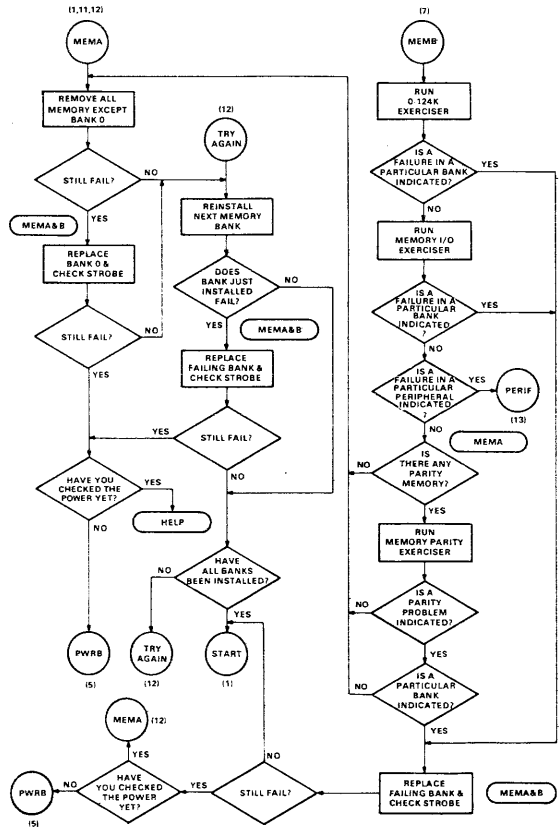 (1,11,12)
MEMA
REMOVE ALL
MEMORY EXCEPT
BANK 0
STILL FAIL?
NO
YES
MEMA&B
REPLACE
BANK 0 &
CHECK STROBE
STILL FAIL?
NO
YES
HAVE YOU
CHECKED THE
POWER YET?
YES
HELP
NO
PWRB
(5)
(12)
TRY
AGAIN
REINSTALL
NEXT MEMORY
BANK
DOES
BANK JUST
INSTALLED
FAIL?
NO
YES
MEMA&B
REPLACE
FAILING BANK &
CHECK STROBE
YES
STILL FAIL?
NO
HAVE
ALL BANKS
BEEN INSTALLED?
NO
YES
TRY
AGAIN
(12)
START
(1)
(7)
MEMB
RUN
0-124K
EXERCISER
IS A
FAILURE IN A
PARTICULAR BANK
INDICATED?
YES
NO
RUN
MEMORY I/O
EXERCISER
IS A
FAILURE IN A
PARTICULAR
BANK
INDICATED
?
YES
NO
IS A
FAILURE IN A
PARTICULAR
PERIPHERAL
INDICATED
?
YES
PERIF
(13)
NO
MEMA
IS
THERE ANY
PARITY
MEMORY?
NO
YES
RUN
MEMORY PARITY
EXERCISER
IS A
PARITY
PROBLEM
INDICATED?
NO
YES
IS A
PARTICULAR
BANK
INDICATED?
NO
YES
REPLACE
FAILING BANK &
CHECK STROBE
MEMA&B
STILL FAIL?
NO
YES
HAVE
YOU CHECKED
THE POWER
YET?
YES
MEMA
(12)
NO
PWRB
(5)